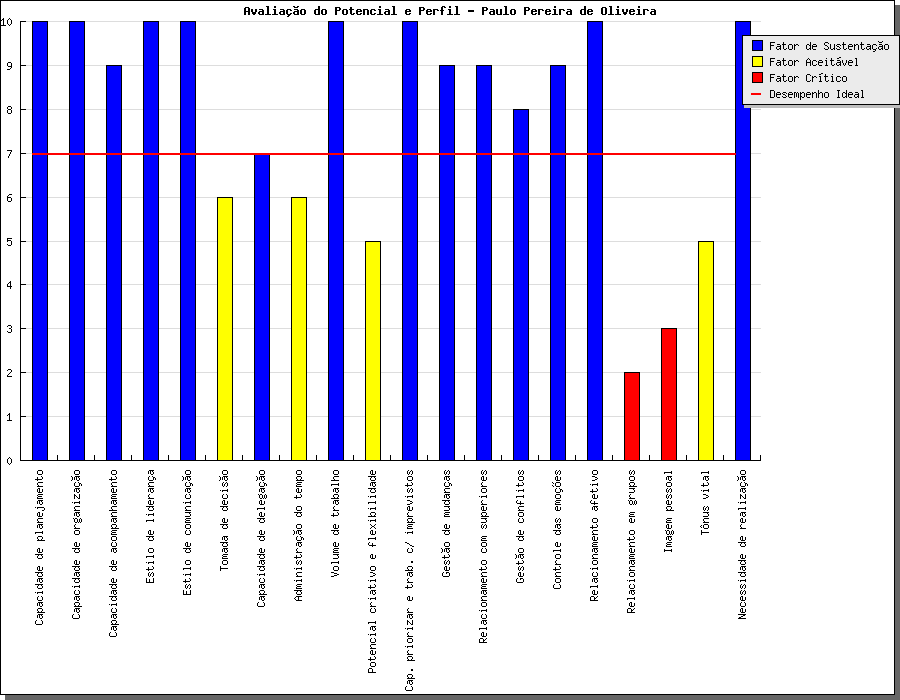 Avaliação do Potencial e Perfil - Paulo Pereira de Oliveira
10
9
8
7
6
5
4
3
2
1
0
Fator de Sustentação
Fator Aceitável
Fator Crítico
Desempenho Ideal
Capacidade de planejamento
Capacidade de organização
Capacidade de acompanhamento
Estilo de liderança
Estilo de comunicação
Tomada de decisão
Capacidade de delegação
Administração do tempo
Volume de trabalho
Potencial criativo e flexibilidade
Cap. priorizar e trab. c/ imprevistos
Gestão de mudanças
Relacionamento com superiores
Gestão de conflitos
Controle das emoções
Relacionamento afetivo
Relacionamento em grupos
Imagem pessoal
Tônus vital
Necessidade de realização